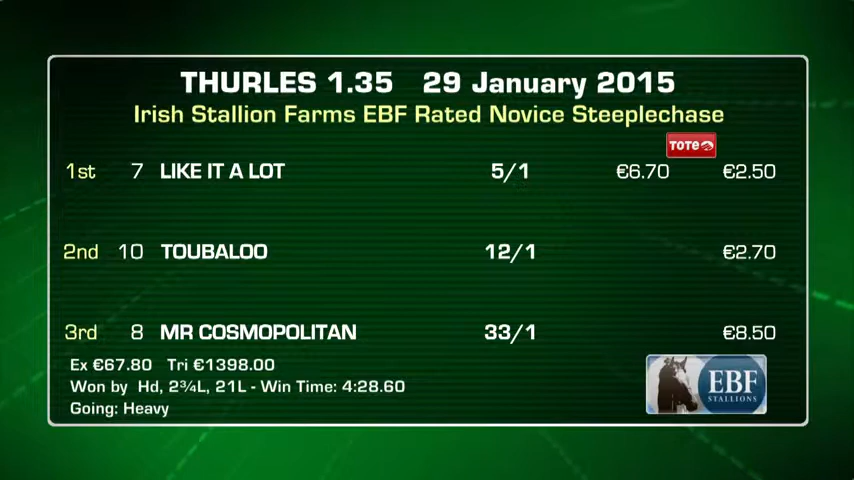 THURLES 1.35 29 January 2015
Irish Stallion Farms EBF Rated Novice Steeplechase
TOTE
1st 7 LIKE IT A LOT 5/1 €6.70 €2.50
2nd 10 TOUBALOO 12/1 €2.70
3rd 8 MR COSMOPOLITAN 33/1 €8.50
Ex €67.80 Tri €1398.00
Won by Hd, 2¾L, 21L - Win Time: 4:28.60
Going: Heavy
EBF
STALLIONS